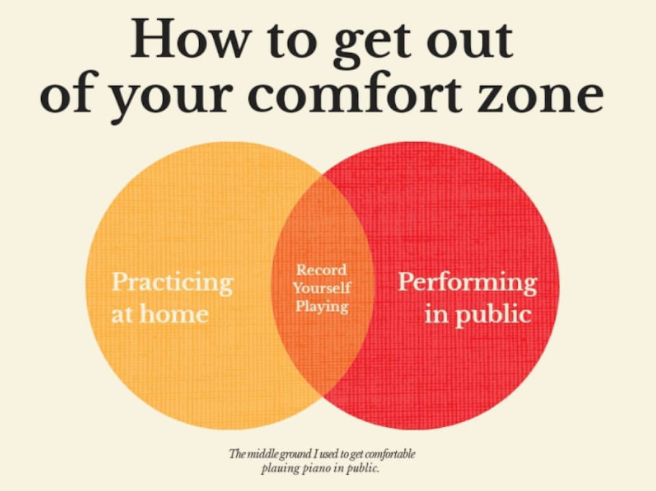 How to get out
of your comfort zone
Practicing
at home
Record
Yourself
Playing
Performing
in public
The middle ground I used to get comfortable
plauing piano in public.